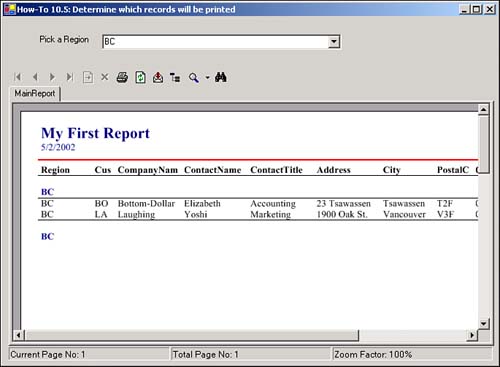 How-To 10.5: Determine which records will be printed
Pick a Region BC
MainReport
My First Report
5/2/2002
Region Cus CompanyNam ContactName ContactTitle Address City PostalC
BC
BC BO Bottom-Dollar Elizabeth Accounting 23 Tsawassen Tsawassen T2F
BC LA Laughing Yoshi Marketing 1900 Oak St. Vancouver V3F
BC
Current Page No: 1 Total Page No: 1 Zoom Factor: 100%